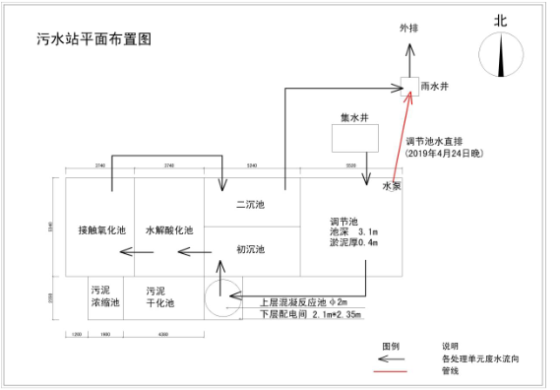 污水站平面布置图
北
外排
雨水井
集水井
调节池水直排
(2019年4月24日晚)
水泵
二沉池
接触氧化池
水解酸化池
初沉池
调节池
池深 3.1m
淤泥厚0.4m
污泥
浓缩池
污泥
干化池
上层混凝反应池 Φ2m
下层配电间 2.1m*2.35m
图例
说明
各处理单元废水流向
管线